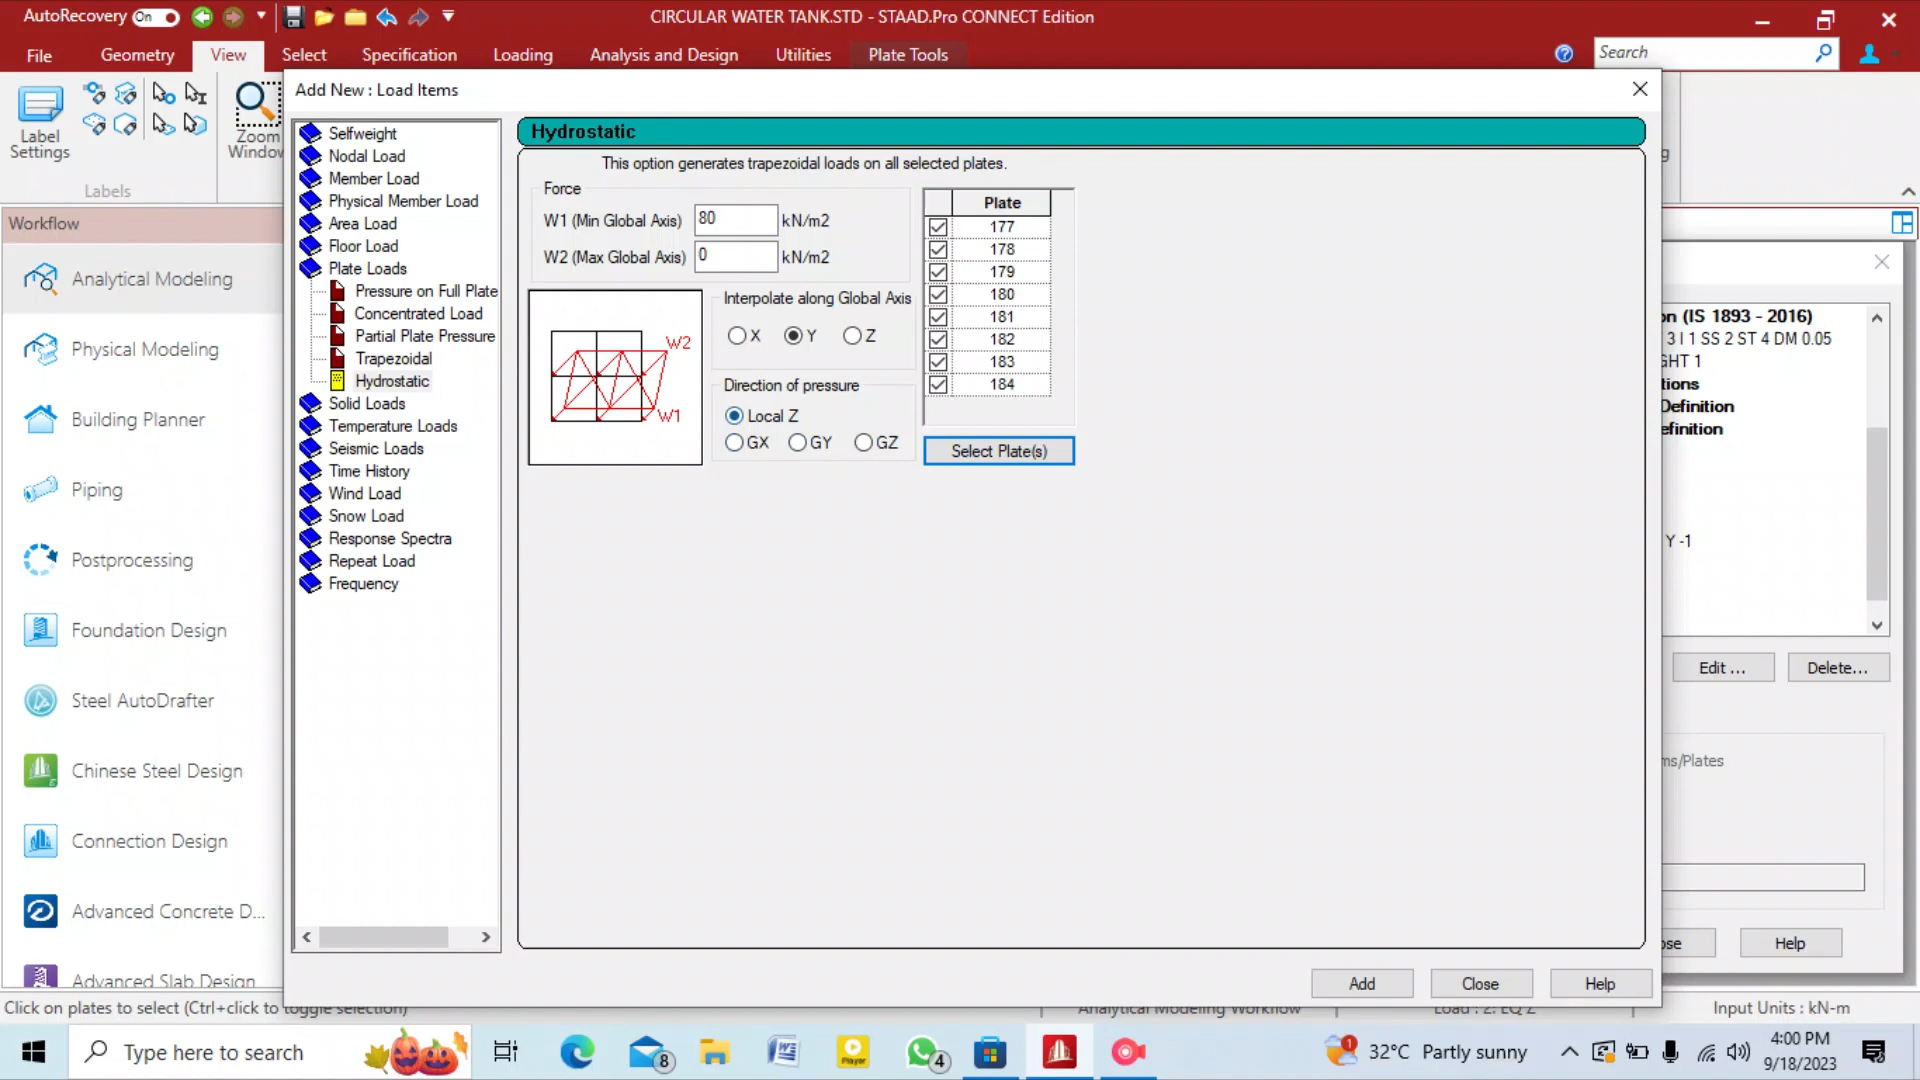 AutoRecovery On
CIRCULAR WATER TANK.STD - STAAD.Pro CONNECT Edition
File Geometry View Select Specification Loading Analysis and Design Utilities Plate Tools
Search
Label Settings
Zoom Window
Labels
Add New : Load Items
Workflow
Analytical Modeling
Physical Modeling
Building Planner
Piping
Postprocessing
Foundation Design
Steel AutoDrafter
Chinese Steel Design
Connection Design
Advanced Concrete D...
Advanced Slab Design
Selfweight
Nodal Load
Member Load
Physical Member Load
Area Load
Floor Load
Plate Loads
Pressure on Full Plate
Concentrated Load
Partial Plate Pressure
Trapezoidal
Hydrostatic
Solid Loads
Temperature Loads
Seismic Loads
Time History
Wind Load
Snow Load
Response Spectra
Repeat Load
Frequency
Hydrostatic
This option generates trapezoidal loads on all selected plates.
Force
W1 (Min Global Axis) 80 kN/m2
W2 (Max Global Axis) 0 kN/m2
W2
W1
Interpolate along Global Axis
X Y Z
Direction of pressure
Local Z
GX GY GZ
Plate
177
178
179
180
181
182
183
184
Select Plate(s)
Add Close Help
on (IS 1893 - 2016)
3 I 1 SS 2 ST 4 DM 0.05
GHT 1
tions
Definition
efinition
Y -1
Edit ... Delete...
ms/Plates
ose Help
Click on plates to select (Ctrl+click to toggle selection)
Analytical Modeling Workflow
Load : 2: EQ Z
Input Units : kN-m
Type here to search
8
Player
4
1
32°C Partly sunny
4:00 PM
9/18/2023